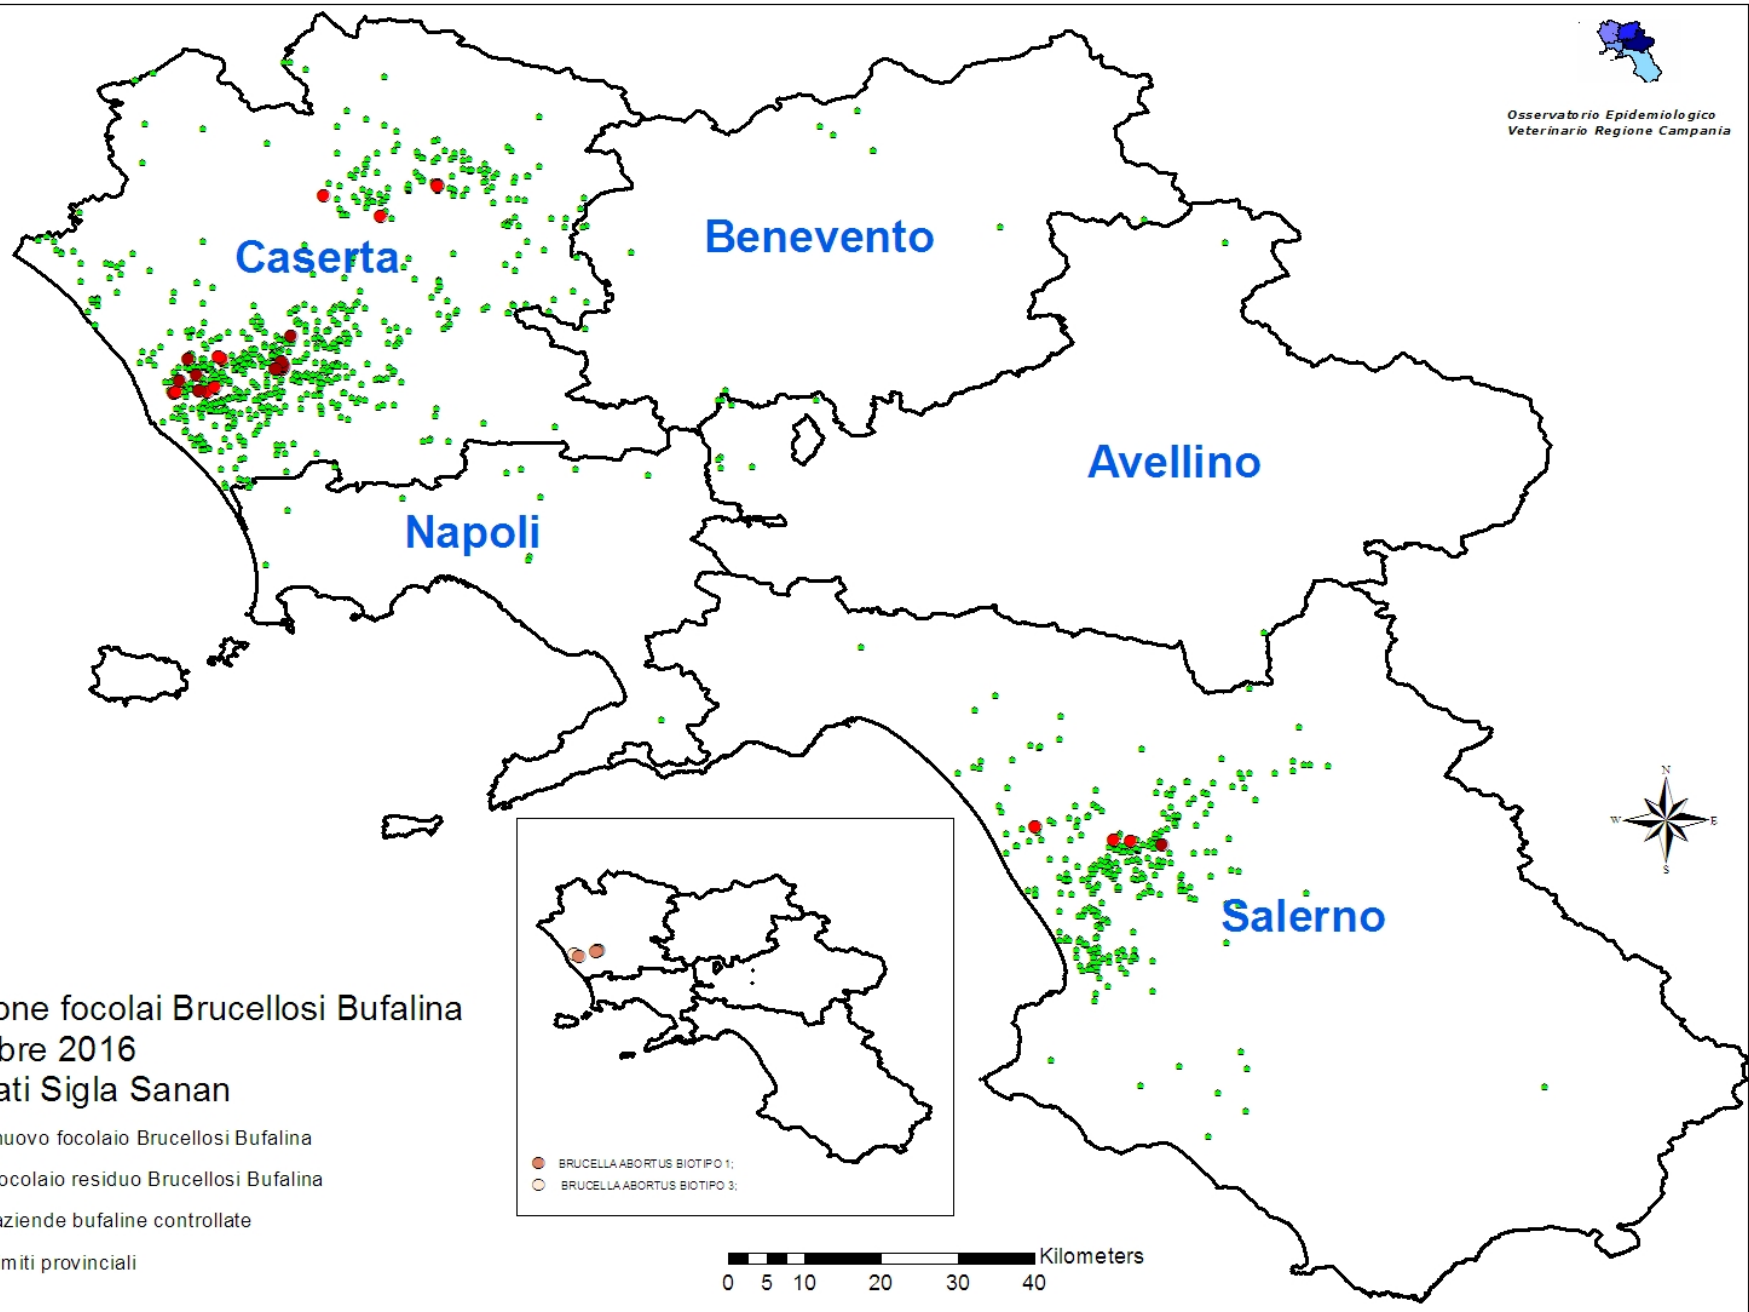 Osservatorio Epidemiologico
Veterinario Regione Campania
Caserta
Benevento
Avellino
Napoli
Salerno
N
W
E
S
one focolai Brucellosi Bufalina
bre 2016
ati Sigla Sanan
nuovo focolaio Brucellosi Bufalina
ocolaio residuo Brucellosi Bufalina
aziende bufaline controllate
miti provinciali
BRUCELLA ABORTUS BIOTIPO 1;
BRUCELLA ABORTUS BIOTIPO 3;
Kilometers
0 5 10 20 30 40